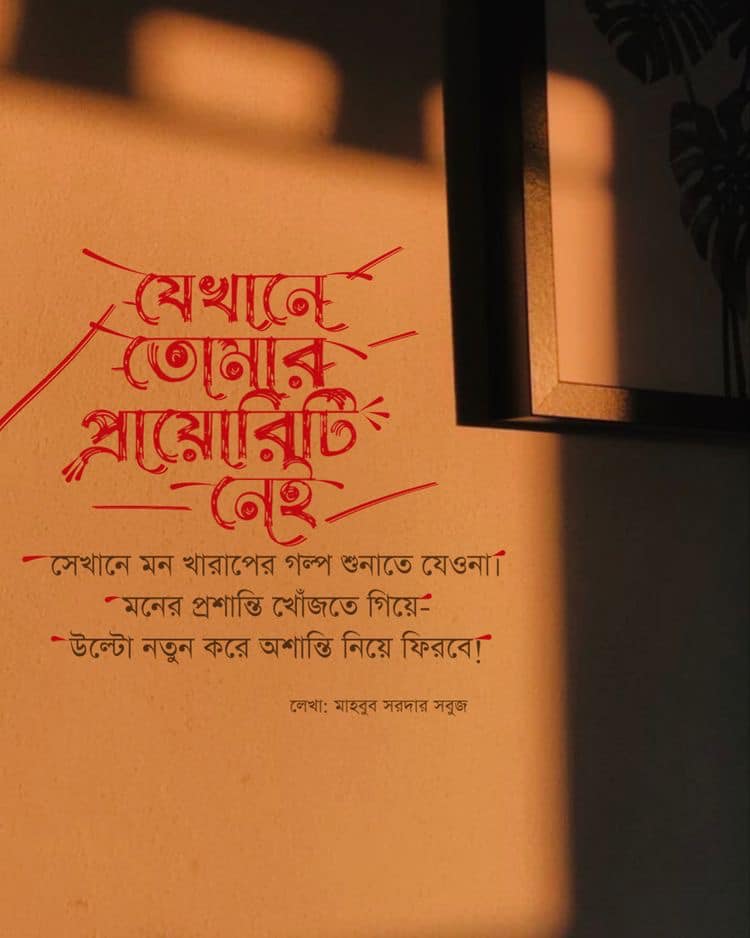 যেখানে
তোমার
প্রায়োরিটি
নেই
সেখানে মন খারাপের গল্প শুনাতে যেওনা।
মনের প্রশান্তি খোঁজতে গিয়ে-
উল্টো নতুন করে অশান্তি নিয়ে ফিরবে!
লেখা: মাহবুব সরদার সবুজ